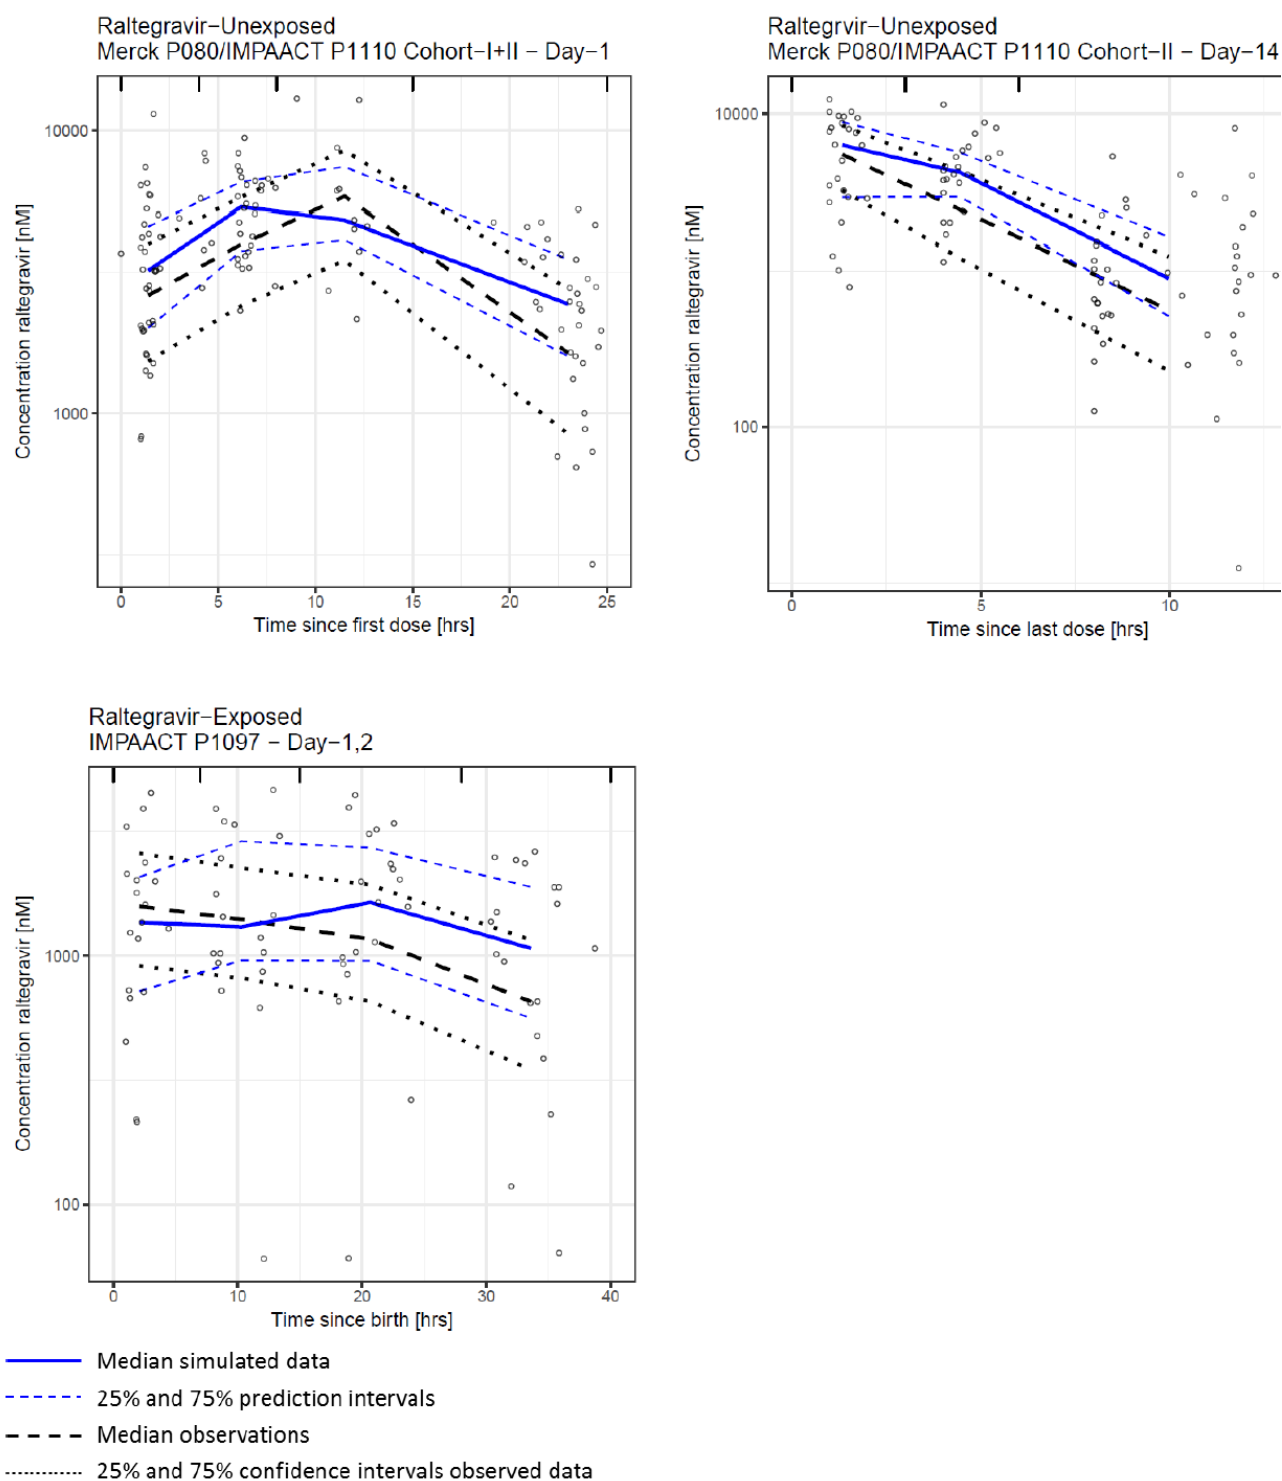 Raltegravir–Unexposed
Merck P080/IMPAACT P1110 Cohort–I+II – Day–1
Concentration raltegravir [nM]
10000
1000
0 5 10 15 20 25
Time since first dose [hrs]
Raltegrvir–Unexposed
Merck P080/IMPAACT P1110 Cohort–II – Day–14
Concentration raltegravir [nM]
10000
100
0 5 10
Time since last dose [hrs]
Raltegravir–Exposed
IMPAACT P1097 – Day–1,2
Concentration raltegravir [nM]
1000
100
0 10 20 30 40
Time since birth [hrs]
Median simulated data
25% and 75% prediction intervals
Median observations
25% and 75% confidence intervals observed data